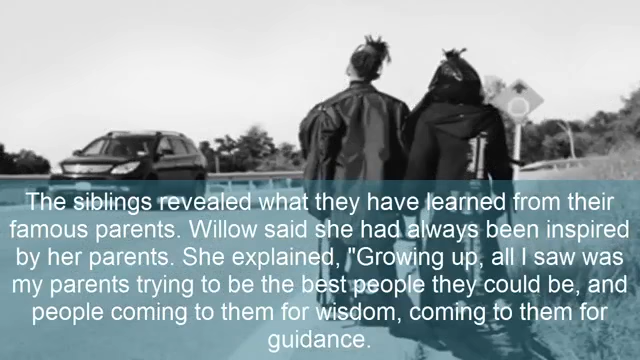 The siblings revealed what they have learned from their
famous parents. Willow said she had always been inspired
by her parents. She explained, "Growing up, all I saw was
my parents trying to be the best people they could be, and
people coming to them for wisdom, coming to them for
guidance.